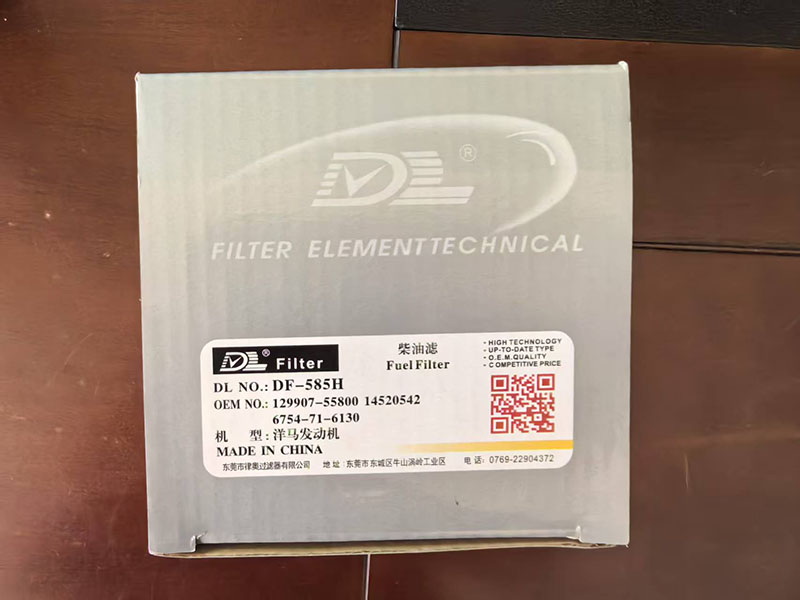 DL®
FILTER ELEMENTTECHNICAL
DL® Filter
柴油滤
Fuel Filter
- HIGH TECHNOLOGY
- UP-TO-DATE TYPE
- O.E.M. QUALITY
- COMPETITIVE PRICE
DL NO.: DF-585H
OEM NO.: 129907-55800 14520542
6754-71-6130
机 型: 洋马发动机
MADE IN CHINA
东莞市律奥过滤器有限公司 地址: 东莞市东城区牛山涡岭工业区 电话: 0769-22904372